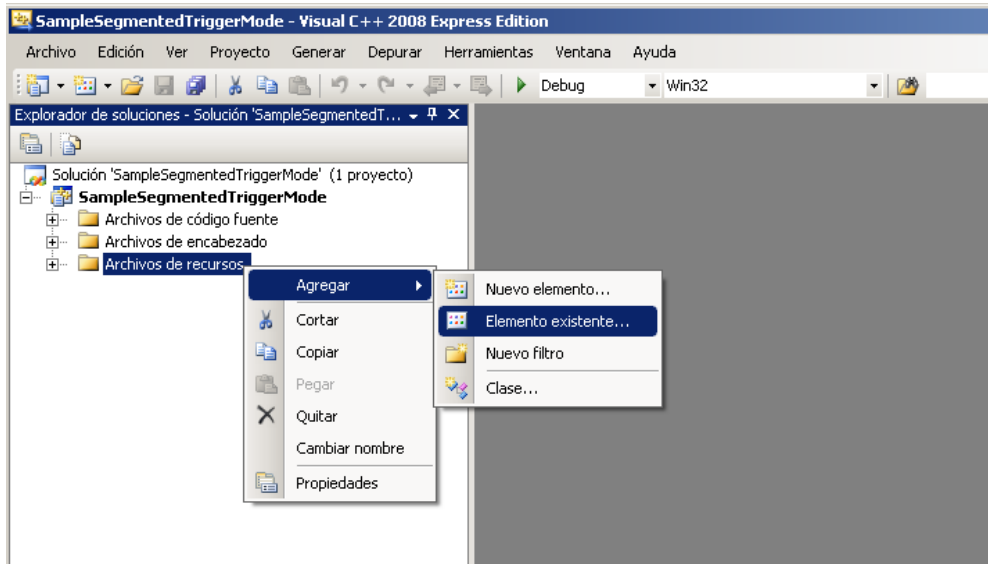 SampleSegmentedTriggerMode - Visual C++ 2008 Express Edition
Archivo Edición Ver Proyecto Generar Depurar Herramientas Ventana Ayuda
Debug Win32
Explorador de soluciones - Solución 'SampleSegmentedT...
Solución 'SampleSegmentedTriggerMode' (1 proyecto)
SampleSegmentedTriggerMode
Archivos de código fuente
Archivos de encabezado
Archivos de recursos
Agregar
Cortar
Copiar
Pegar
Quitar
Cambiar nombre
Propiedades
Nuevo elemento...
Elemento existente...
Nuevo filtro
Clase...